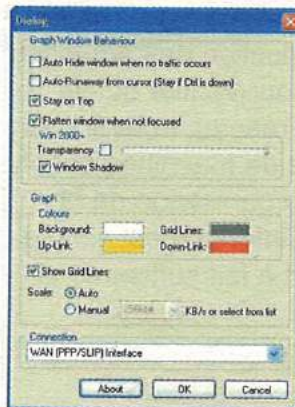 Dialog
Graph Window Behaviour
Auto Hide window when no traffic occurs
Auto-Runaway from cursor (Stay if Ctrl is down)
Stay on Top
Flatten window when not focused
Win 2000+
Transparency
Window Shadow
Graph
Colours
Background: Grid Lines:
Up-Link: Down-Link:
Show Grid Lines
Scale: Auto
Manual KB/s or select from list
Connection
WAN (PPP/SLIP) Interface
About OK Cancel